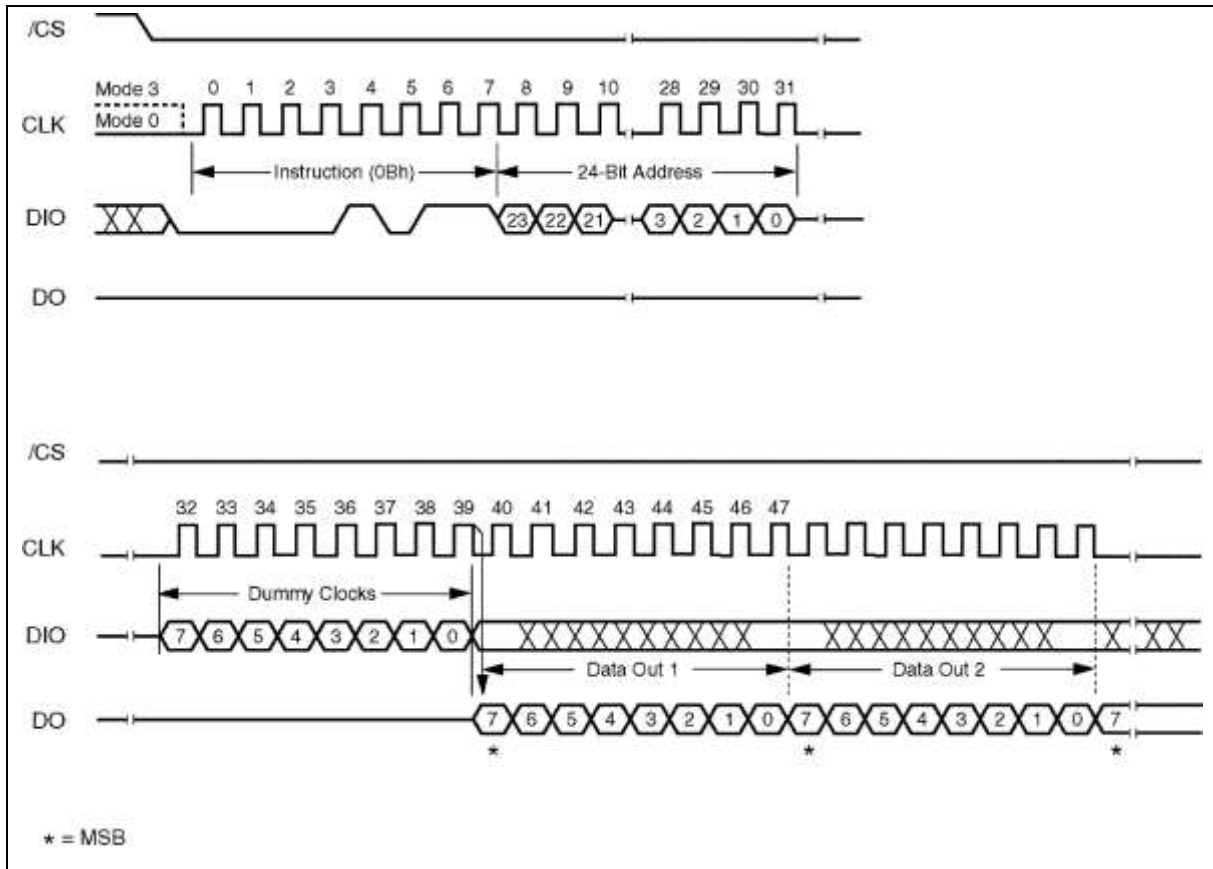 /CS
Mode 3 0 1 2 3 4 5 6 7 8 9 10 28 29 30 31
CLK Mode 0
Instruction (0Bh) 24-Bit Address
DIO 23 22 21 3 2 1 0
DO
/CS
32 33 34 35 36 37 38 39 40 41 42 43 44 45 46 47
CLK
Dummy Clocks
DIO 7 6 5 4 3 2 1 0
Data Out 1 Data Out 2
DO 7 6 5 4 3 2 1 0 7 6 5 4 3 2 1 0 7
* * *
* = MSB